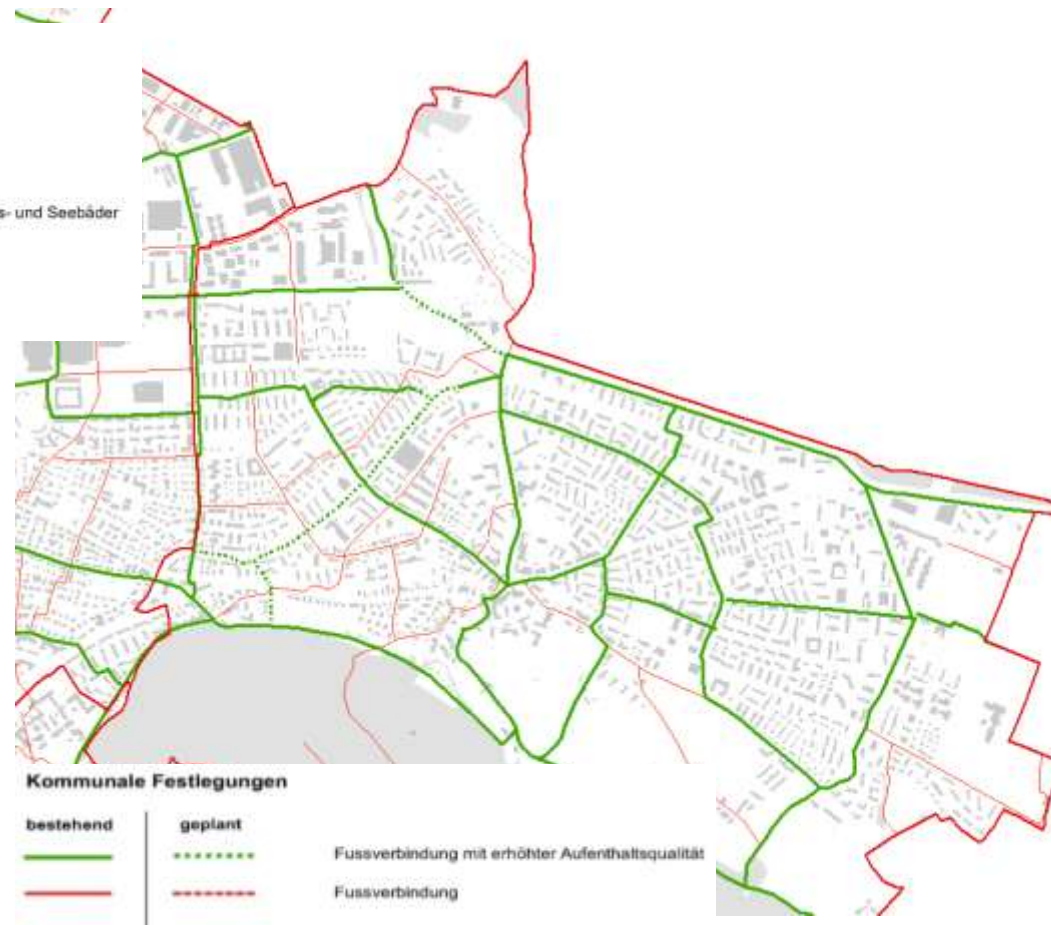 s- und Seebäder
Kommunale Festlegungen
bestehend geplant
Fussverbindung mit erhöhter Aufenthaltsqualität
Fussverbindung